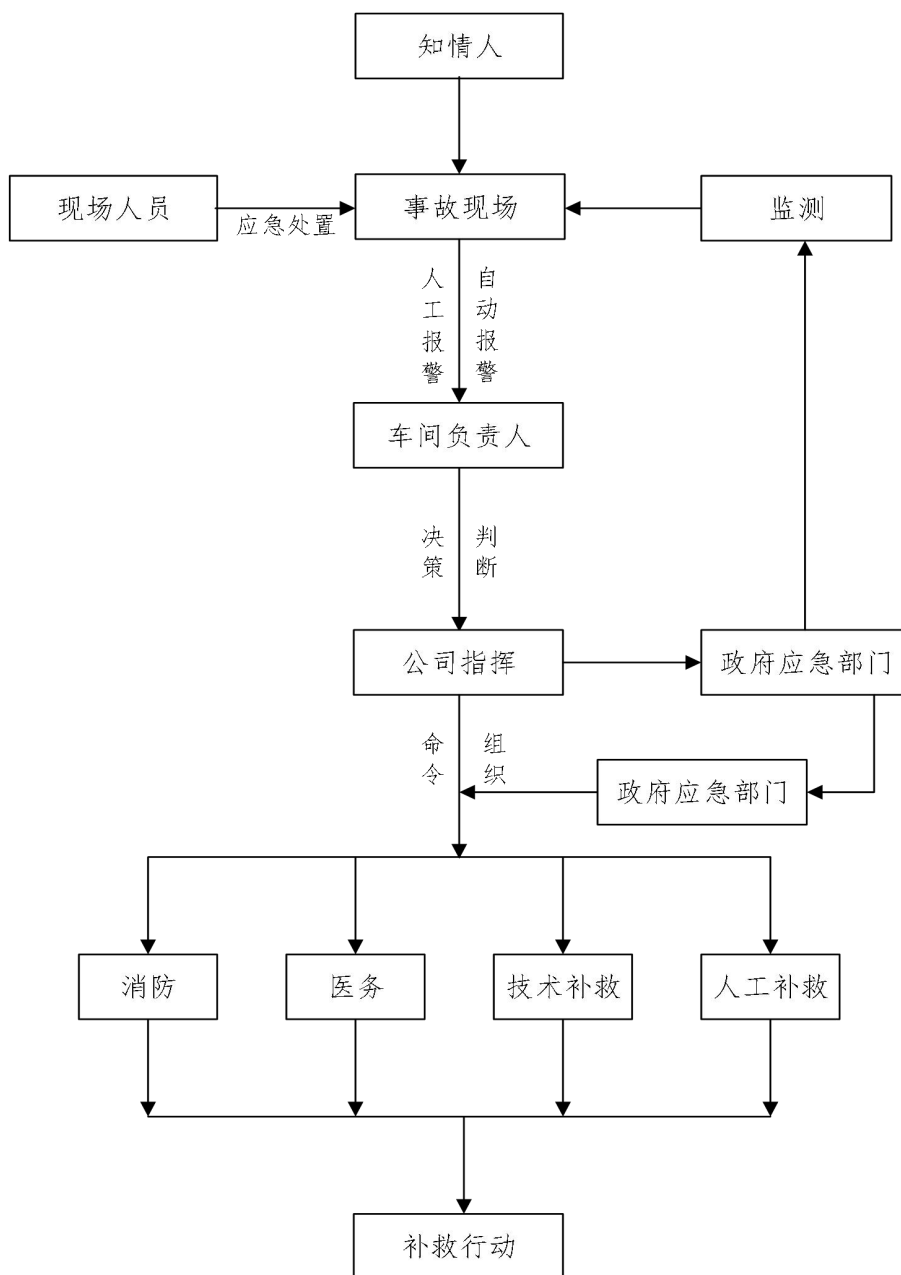 知情人
现场人员
应急处置
事故现场
监测
人工报警
自动报警
车间负责人
决策
判断
公司指挥
政府应急部门
命令
组织
政府应急部门
消防
医务
技术补救
人工补救
补救行动